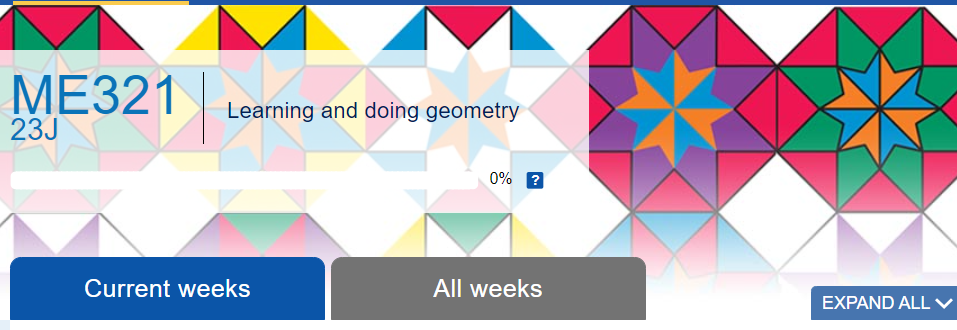 ME321
23J
Learning and doing geometry
0% ?
Current weeks
All weeks
EXPAND ALL